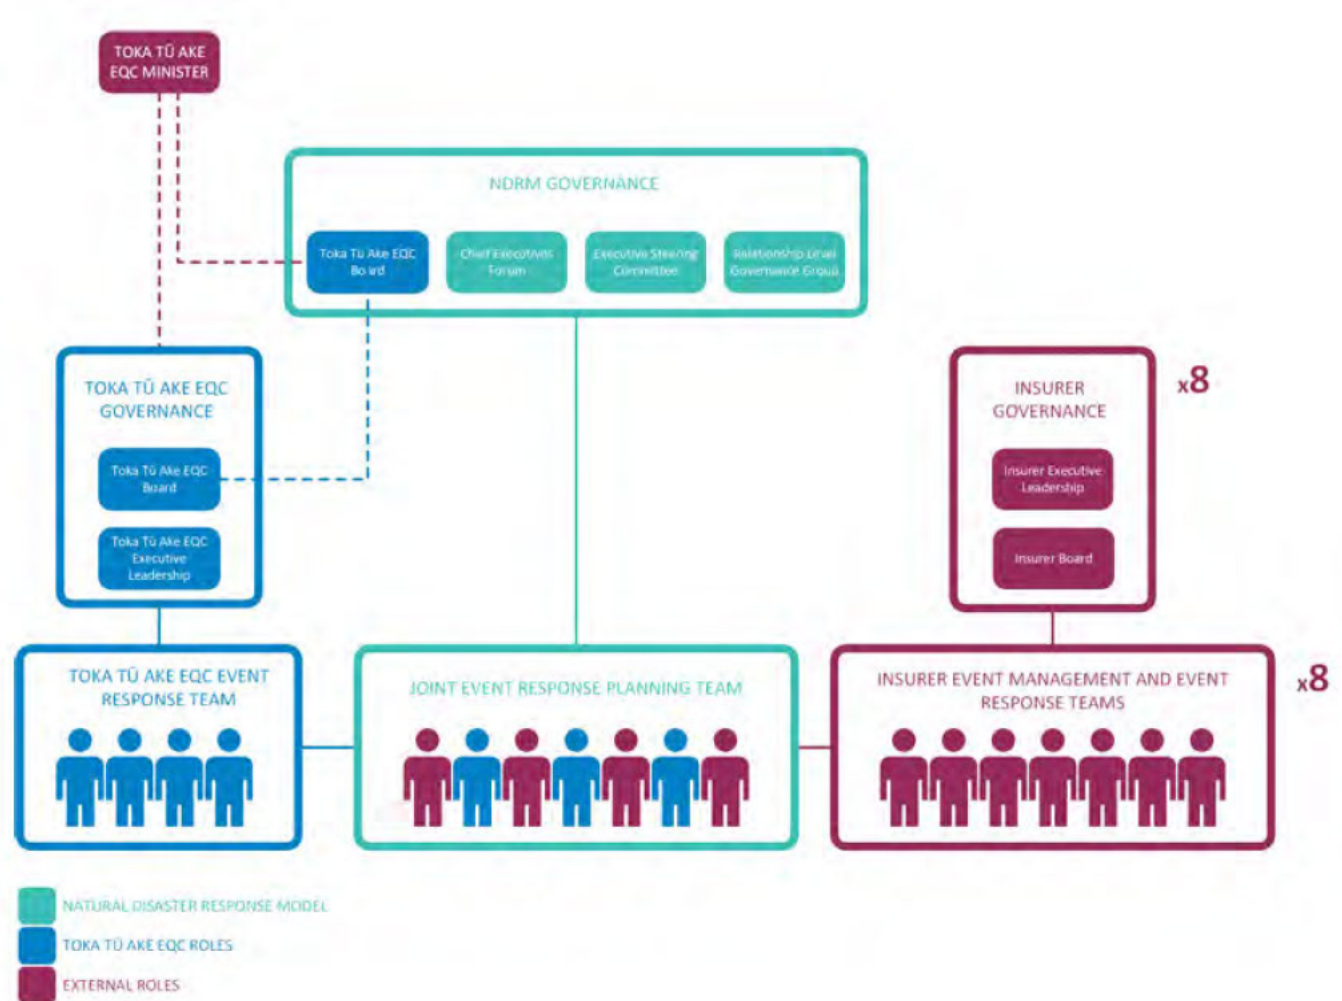 TOKA TŪ AKE
EQC MINISTER
NDRM GOVERNANCE
Toka Tū Ake EQC
Board
Chief Executives
Forum
Executive Steering
Committee
Relationship Level
Governance Group
TOKA TŪ AKE EQC
GOVERNANCE
Toka Tū Ake EQC
Board
Toka Tū Ake EQC
Executive
Leadership
INSURER
GOVERNANCE
x8
Insurer Executive
Leadership
Insurer Board
TOKA TŪ AKE EQC EVENT
RESPONSE TEAM
JOINT EVENT RESPONSE PLANNING TEAM
INSURER EVENT MANAGEMENT AND EVENT
RESPONSE TEAMS
x8
NATURAL DISASTER RESPONSE MODEL
TOKA TŪ AKE EQC ROLES
EXTERNAL ROLES